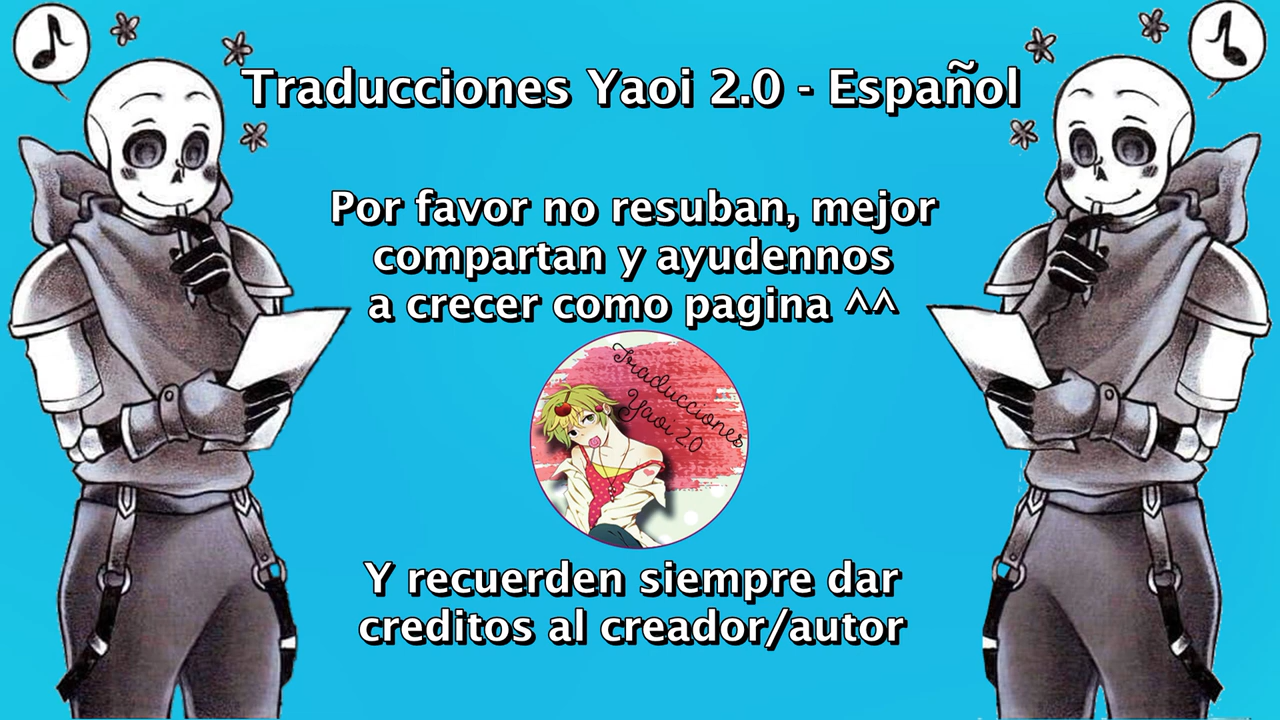 Traducciones Yaoi 2.0 - Español
Por favor no resuban, mejor
compartan y ayudennos
a crecer como pagina ^^
Traducciones
Yaoi 2.0
Y recuerden siempre dar
creditos al creador/autor